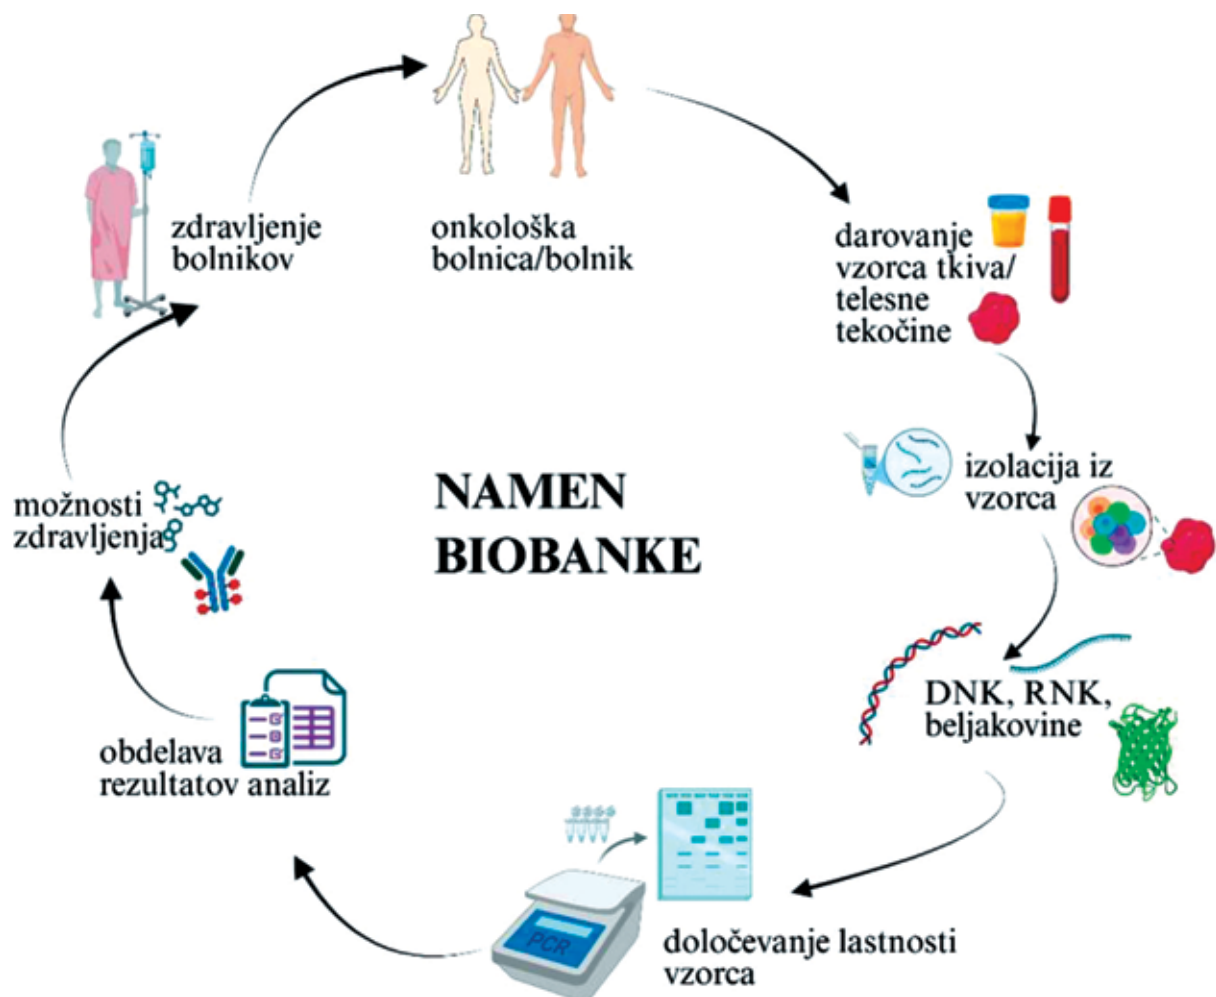 NAMEN
BIOBANKE
onkološka
bolnica/bolnik
darovanje
vzorca tkiva/
telesne
tekočine
izolacija iz
vzorca
DNK, RNK,
beljakovine
PCR
določevanje lastnosti
vzorca
obdelava
rezultatov analiz
možnosti
zdravljenja
zdravljenje
bolnikov